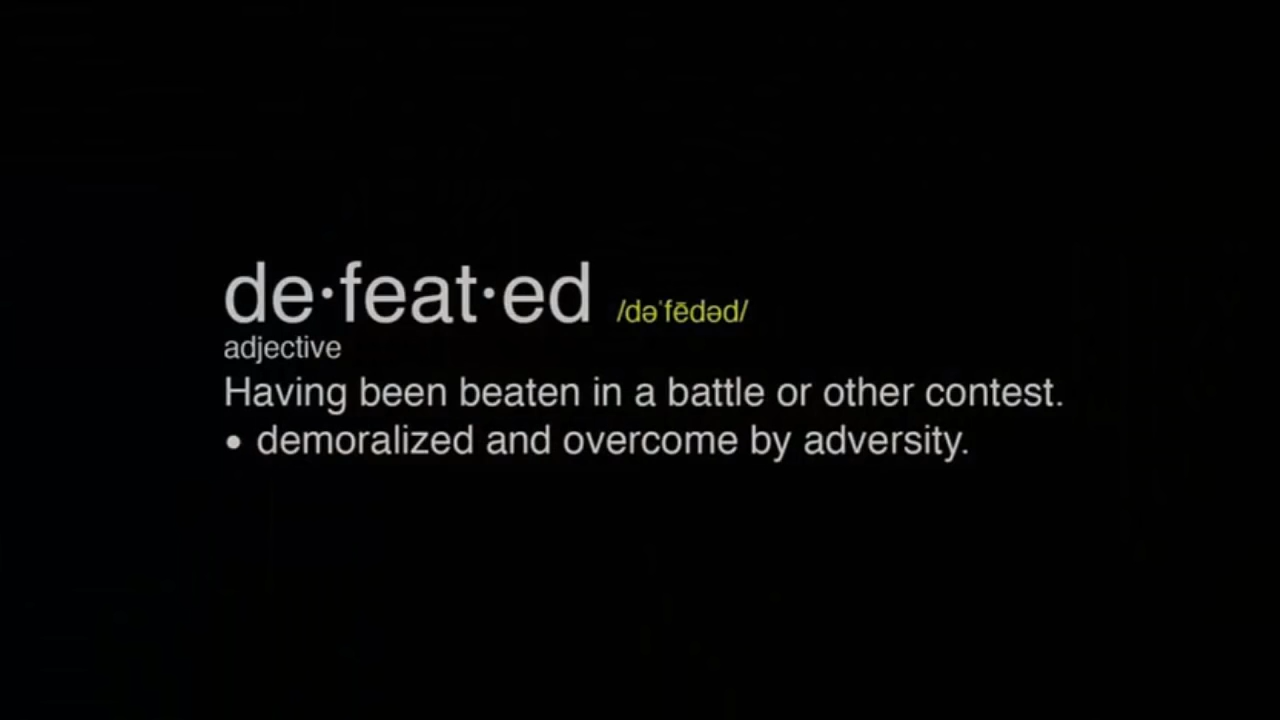 de·feat·ed /dəˈfēdəd/
adjective
Having been beaten in a battle or other contest.
• demoralized and overcome by adversity.